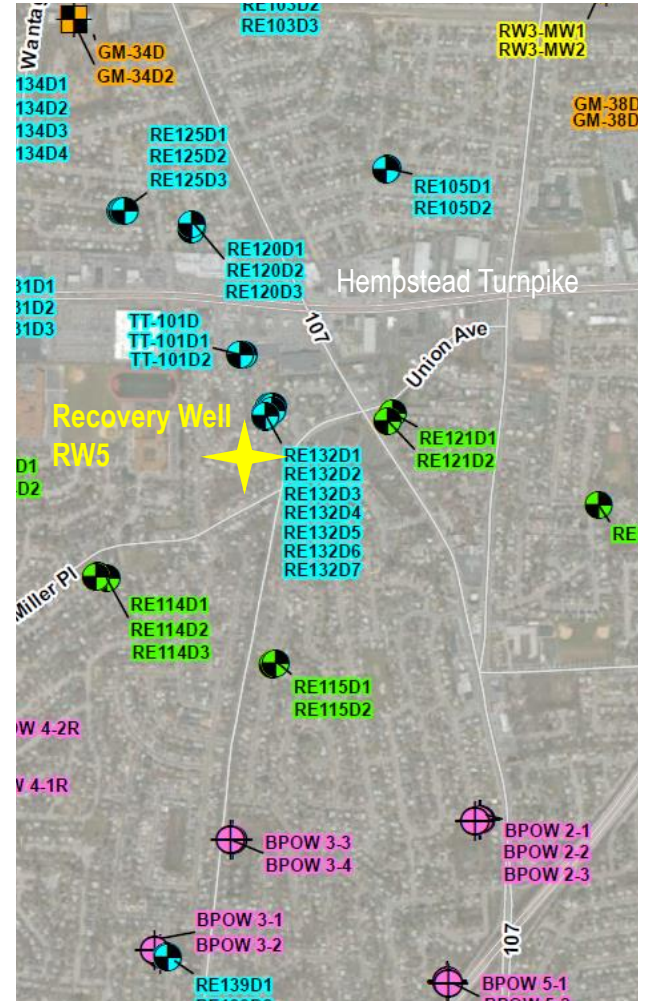 RE103D2
RE103D3
RW3-MW1
RW3-MW2
Wantag
GM-34D
GM-34D2
134D1
134D2
134D3
134D4
GM-38D
GM-38D
RE125D1
RE125D2
RE125D3
RE105D1
RE105D2
RE120D1
RE120D2
RE120D3
Hempstead Turnpike
31D1
31D2
31D3
TT-101D
TT-101D1
TT-101D2
107
Union Ave
Recovery Well
RW5
RE121D1
RE121D2
RE132D1
RE132D2
RE132D3
RE132D4
RE132D5
RE132D6
RE132D7
D1
-D2
RE
Miller Pl
RE114D1
RE114D2
RE114D3
RE115D1
RE115D2
OW 4-2R
W 4-1R
BPOW 3-3
BPOW 3-4
BPOW 2-1
BPOW 2-2
BPOW 2-3
BPOW 3-1
BPOW 3-2
107
RE139D1
BPOW 5-1